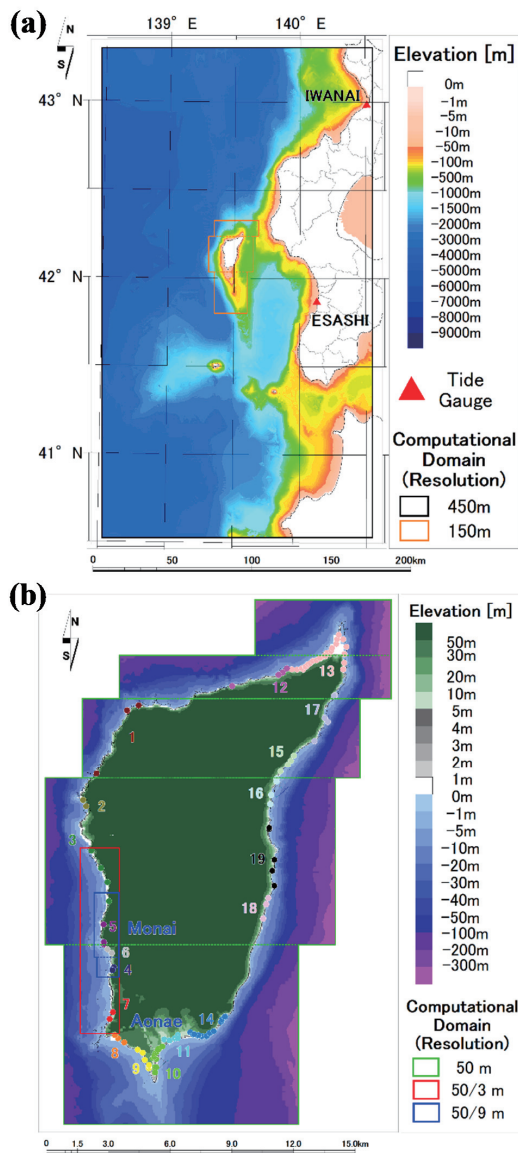 (a)
139° E 140° E
N
S
43° N
42° N
41° N
IWANAI
ESASHI
0 50 100 150 200km
Elevation [m]
0m
-1m
-5m
-10m
-50m
-100m
-500m
-1000m
-1500m
-2000m
-3000m
-4000m
-5000m
-6000m
-7000m
-8000m
-9000m
Tide
Gauge
Computational
Domain
(Resolution)
450m
150m
(b)
N
S
13
12
17
1
15
16
2
3
19
18
5
Monai
6
4
7
Aonae
14
8
11
9
10
0 1.5 3.0 6.0 9.0 12.0 15.0km
Elevation [m]
50m
30m
20m
10m
5m
4m
3m
2m
1m
0m
-1m
-5m
-10m
-20m
-30m
-40m
-50m
-100m
-200m
-300m
Computational
Domain
(Resolution)
50 m
50/3 m
50/9 m